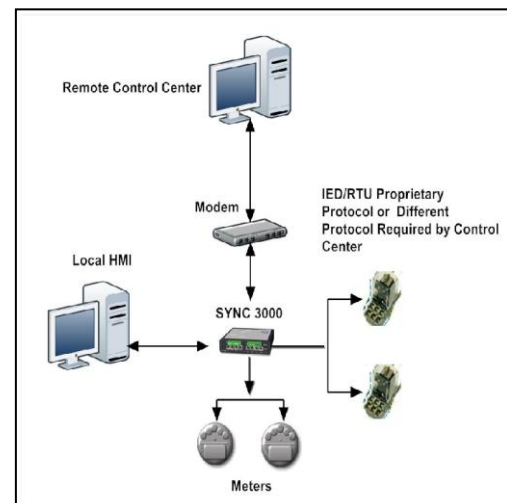 Remote Control Center
Modem
IED/RTU Proprietary
Protocol or Different
Protocol Required by Control
Center
Local HMI
SYNC 3000
Meters